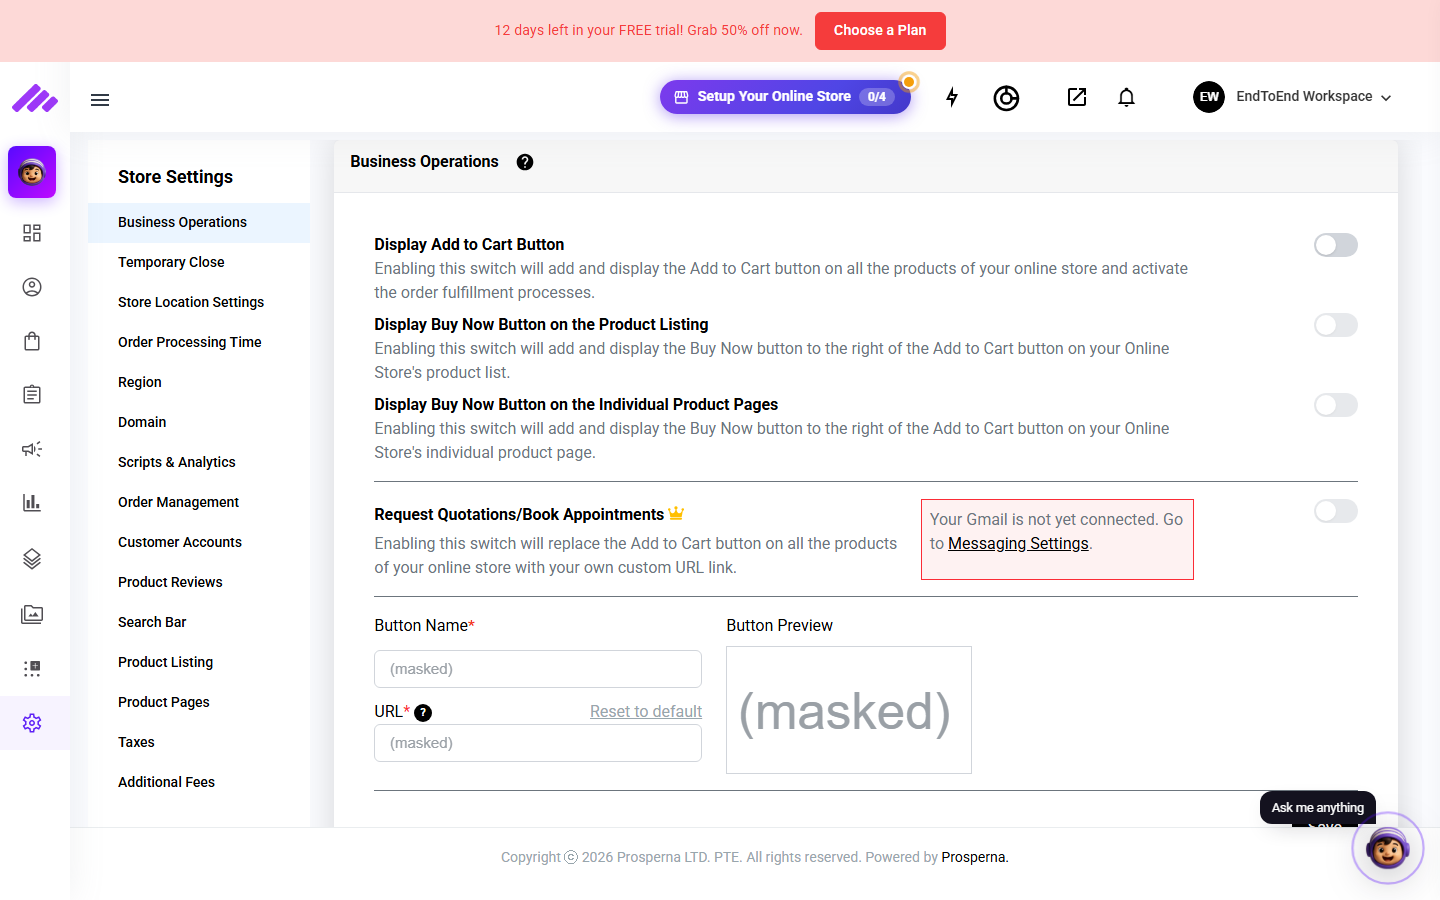 12 days left in your FREE trial! Grab 50% off now.
Choose a Plan
Setup Your Online Store 0/4
EW EndToEnd Workspace
Store Settings
Business Operations
Temporary Close
Store Location Settings
Order Processing Time
Region
Domain
Scripts & Analytics
Order Management
Customer Accounts
Product Reviews
Search Bar
Product Listing
Product Pages
Taxes
Additional Fees
Business Operations ?
Display Add to Cart Button
Enabling this switch will add and display the Add to Cart button on all the products of your online store and activate
the order fulfillment processes.
Display Buy Now Button on the Product Listing
Enabling this switch will add and display the Buy Now button to the right of the Add to Cart button on your Online
Store's product list.
Display Buy Now Button on the Individual Product Pages
Enabling this switch will add and display the Buy Now button to the right of the Add to Cart button on your Online
Store's individual product page.
Request Quotations/Book Appointments
Enabling this switch will replace the Add to Cart button on all the products
of your online store with your own custom URL link.
Your Gmail is not yet connected. Go
to Messaging Settings.
Button Name*
(masked)
URL* ?
Reset to default
(masked)
Button Preview
(masked)
Ask me anything
Save
Copyright © 2026 Prosperna LTD. PTE. All rights reserved. Powered by Prosperna.